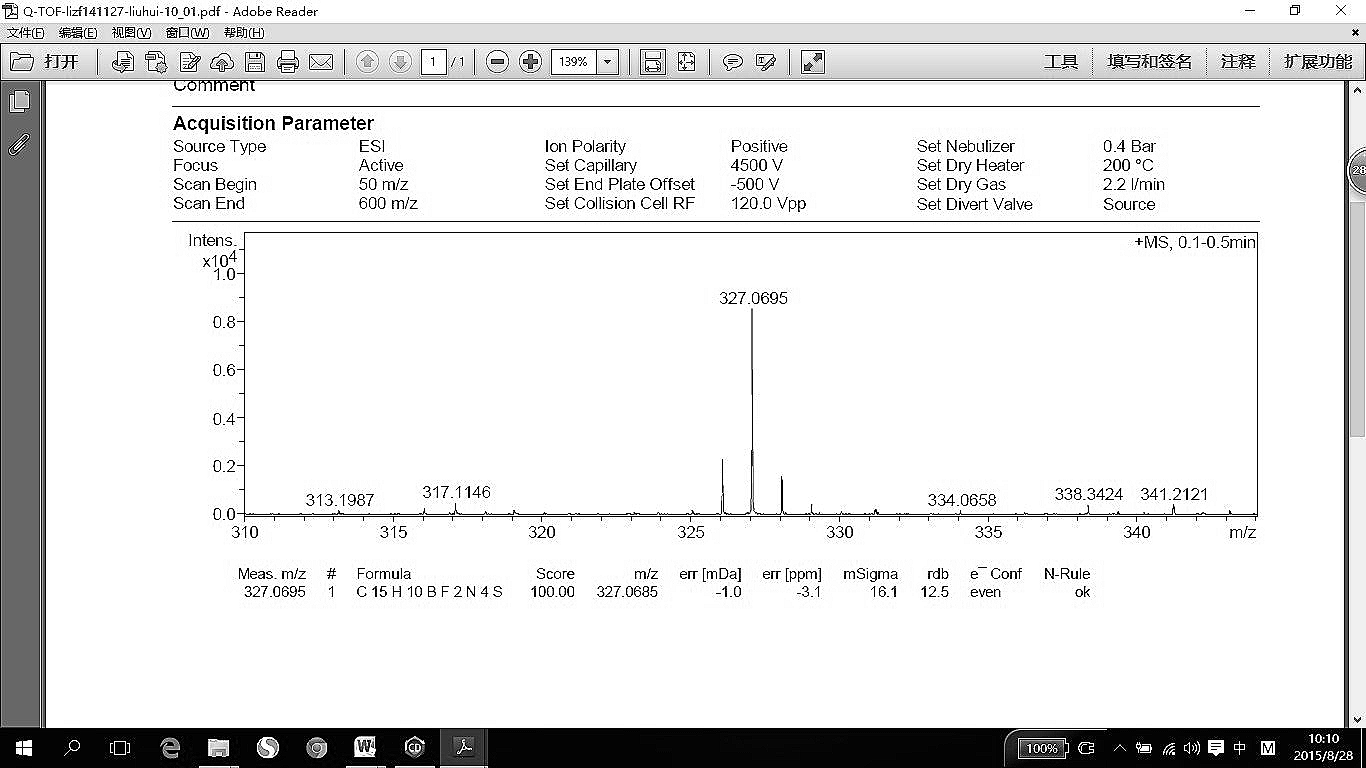 Q-TOF-lizf141127-liuhui-10_01.pdf - Adobe Reader
文件(F) 编辑(E) 视图(V) 窗口(W) 帮助(H)
打开 1 / 1 139% 工具 填写和签名 注释 扩展功能
Comment
Acquisition Parameter
Source Type ESI Ion Polarity Positive Set Nebulizer 0.4 Bar
Focus Active Set Capillary 4500 V Set Dry Heater 200 °C
Scan Begin 50 m/z Set End Plate Offset -500 V Set Dry Gas 2.2 l/min
Scan End 600 m/z Set Collision Cell RF 120.0 Vpp Set Divert Valve Source
28
Intens.
x10^4
+MS, 0.1-0.5min
1.0
327.0695
0.8
0.6
0.4
0.2
313.1987 317.1146 334.0658 338.3424 341.2121
0.0
310 315 320 325 330 335 340 m/z
Meas. m/z # Formula Score m/z err [mDa] err [ppm] mSigma rdb e⁻ Conf N-Rule
327.0695 1 C 15 H 10 B F 2 N 4 S 100.00 327.0685 -1.0 -3.1 16.1 12.5 even ok
100% 中 M 10:10
2015/8/28